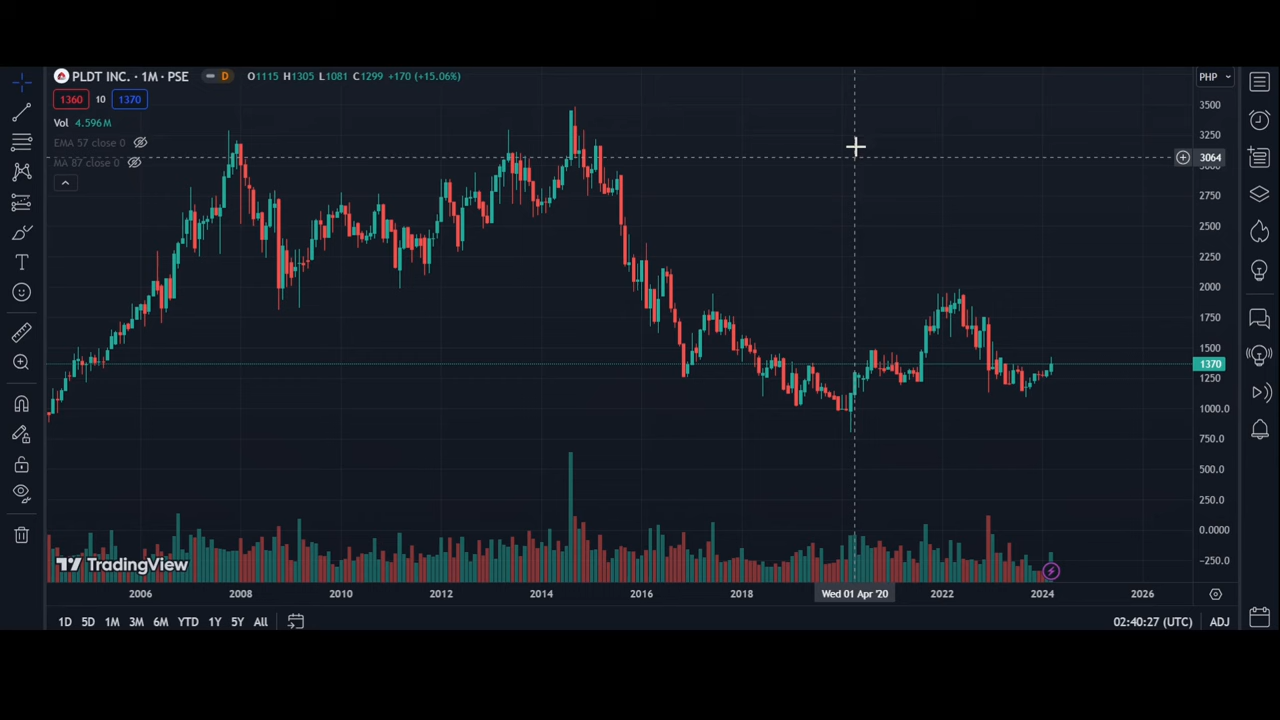 PLDT INC. · 1M · PSE D O1115 H1305 L1081 C1299 +170 (+15.06%) PHP
1360 10 1370
Vol 4.596M
EMA 57 close 0
MA 87 close 0
3500
3250
3064
3000
2750
2500
2250
2000
1750
1500
1370
1250
1000.0
750.0
500.0
250.0
0.0000
−250.0
TradingView
2006 2008 2010 2012 2014 2016 2018 Wed 01 Apr '20 2022 2024 2026
1D 5D 1M 3M 6M YTD 1Y 5Y All 02:40:27 (UTC) ADJ